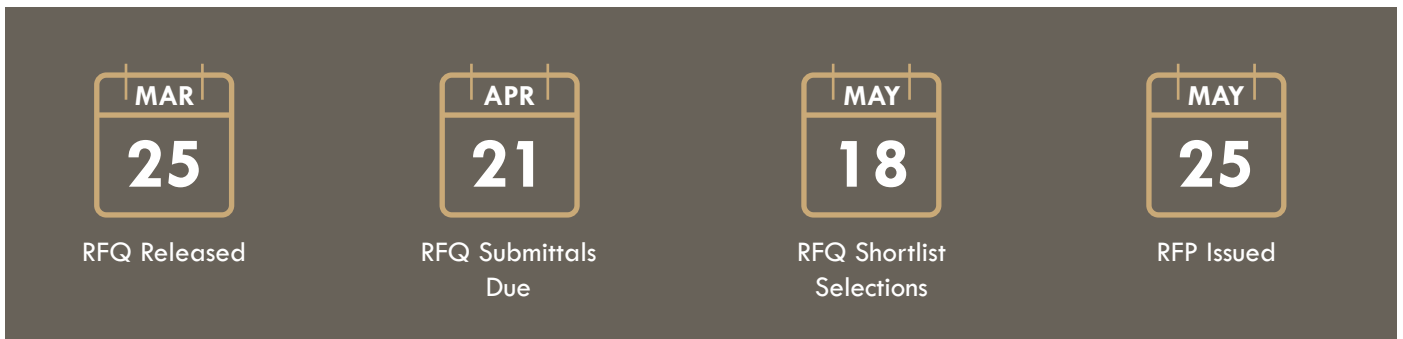 MAR
25
RFQ Released
APR
21
RFQ Submittals
Due
MAY
18
RFQ Shortlist
Selections
MAY
25
RFP Issued